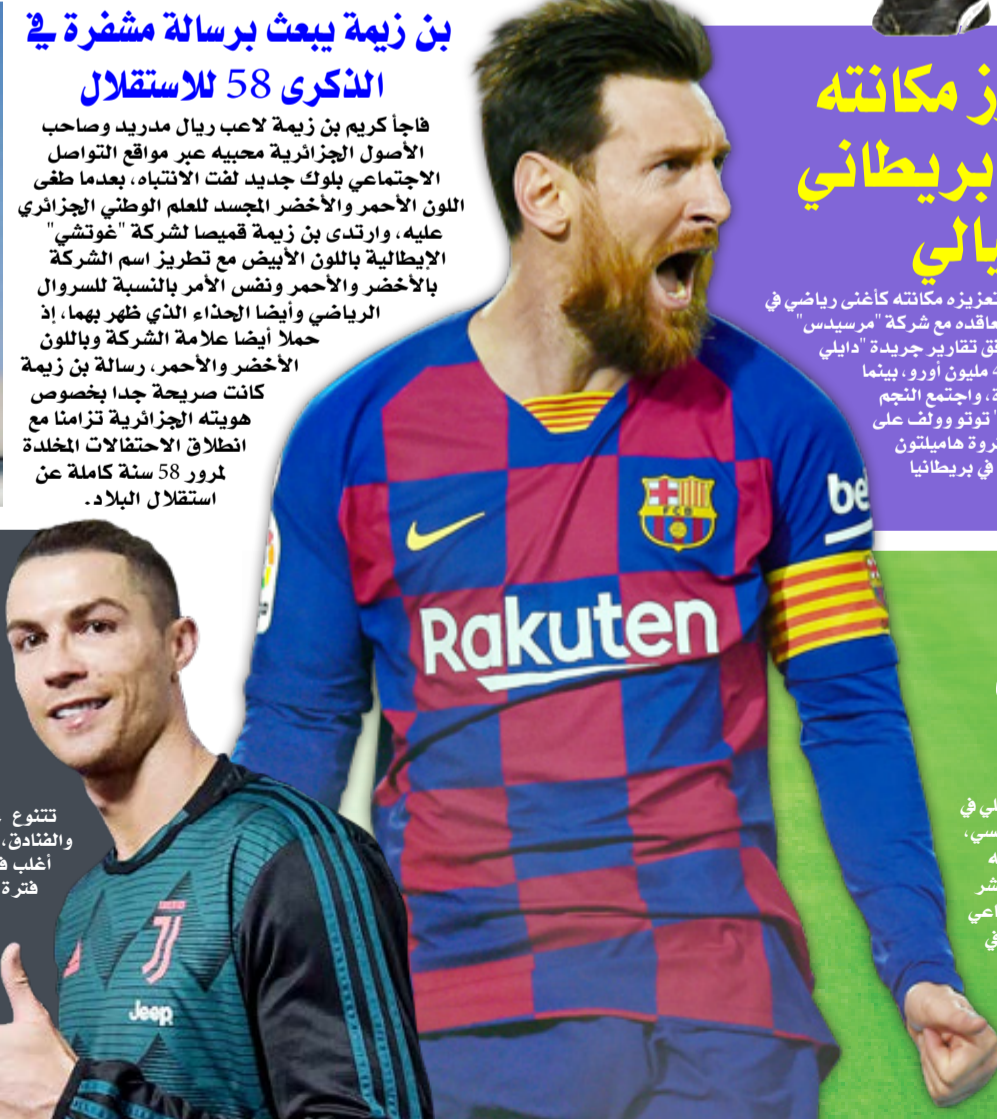 بن زيمة يبعث برسالة مشفرة في
الذكرى 58 للاستقلال
فاجأ كريم بن زيمة لاعب ريال مدريد وصاحب
الأصول الجزائرية محبيه عبر مواقع التواصل
الاجتماعي بلوك جديد لفت الانتباه، بعدما طغى
اللون الأحمر والأخضر المجسد للعلم الوطني الجزائري
عليه، وارتدى بن زيمة قميصا لشركة "غوتشي"
الإيطالية باللون الأبيض مع تطريز اسم الشركة
بالأخضر والأحمر ونفس الأمر بالنسبة للسروال
الرياضي وأيضا الحذاء الذي ظهر بهما، إذ
حملا أيضا علامة الشركة وباللون
الأخضر والأحمر، رسالة بن زيمة
كانت صريحة جدا بخصوص
هويته الجزائرية تزامنا مع
انطلاق الاحتفالات المخلدة
لمرور 58 سنة كاملة عن
استقلال البلاد.
مكانته
بريطاني
تعزيزه مكانته كأغنى رياضي في
مع شركة "مرسيدس"
تقارير جريدة "دايلي
مليون أورو، بينما
واجتمع النجم
توتو وولف على
هاميلتون
في بريطانيا
FCB
Rakuten
Jeep
تتنوع
والفنادق،
أغلب
فترة
في